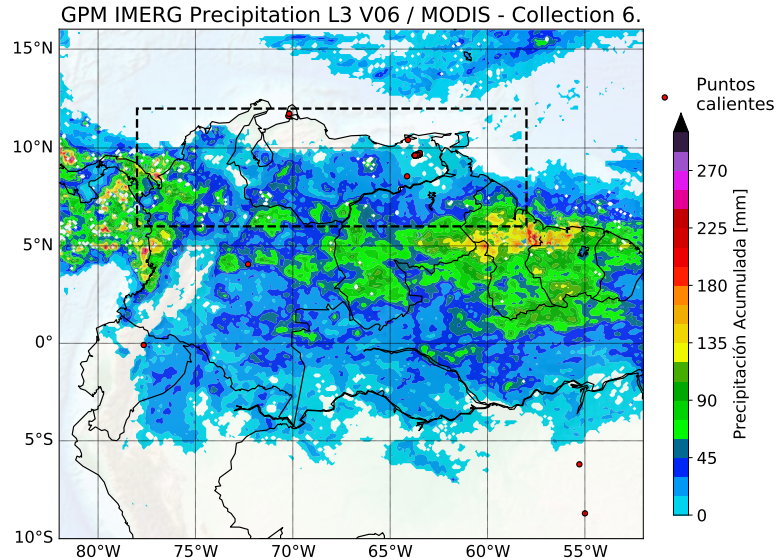 GPM IMERG Precipitation L3 V06 / MODIS - Collection 6.
15°N
10°N
5°N
0°
5°S
10°S
80°W
75°W
70°W
65°W
60°W
55°W
Puntos
calientes
270
225
180
135
90
45
0
Precipitación Acumulada [mm]